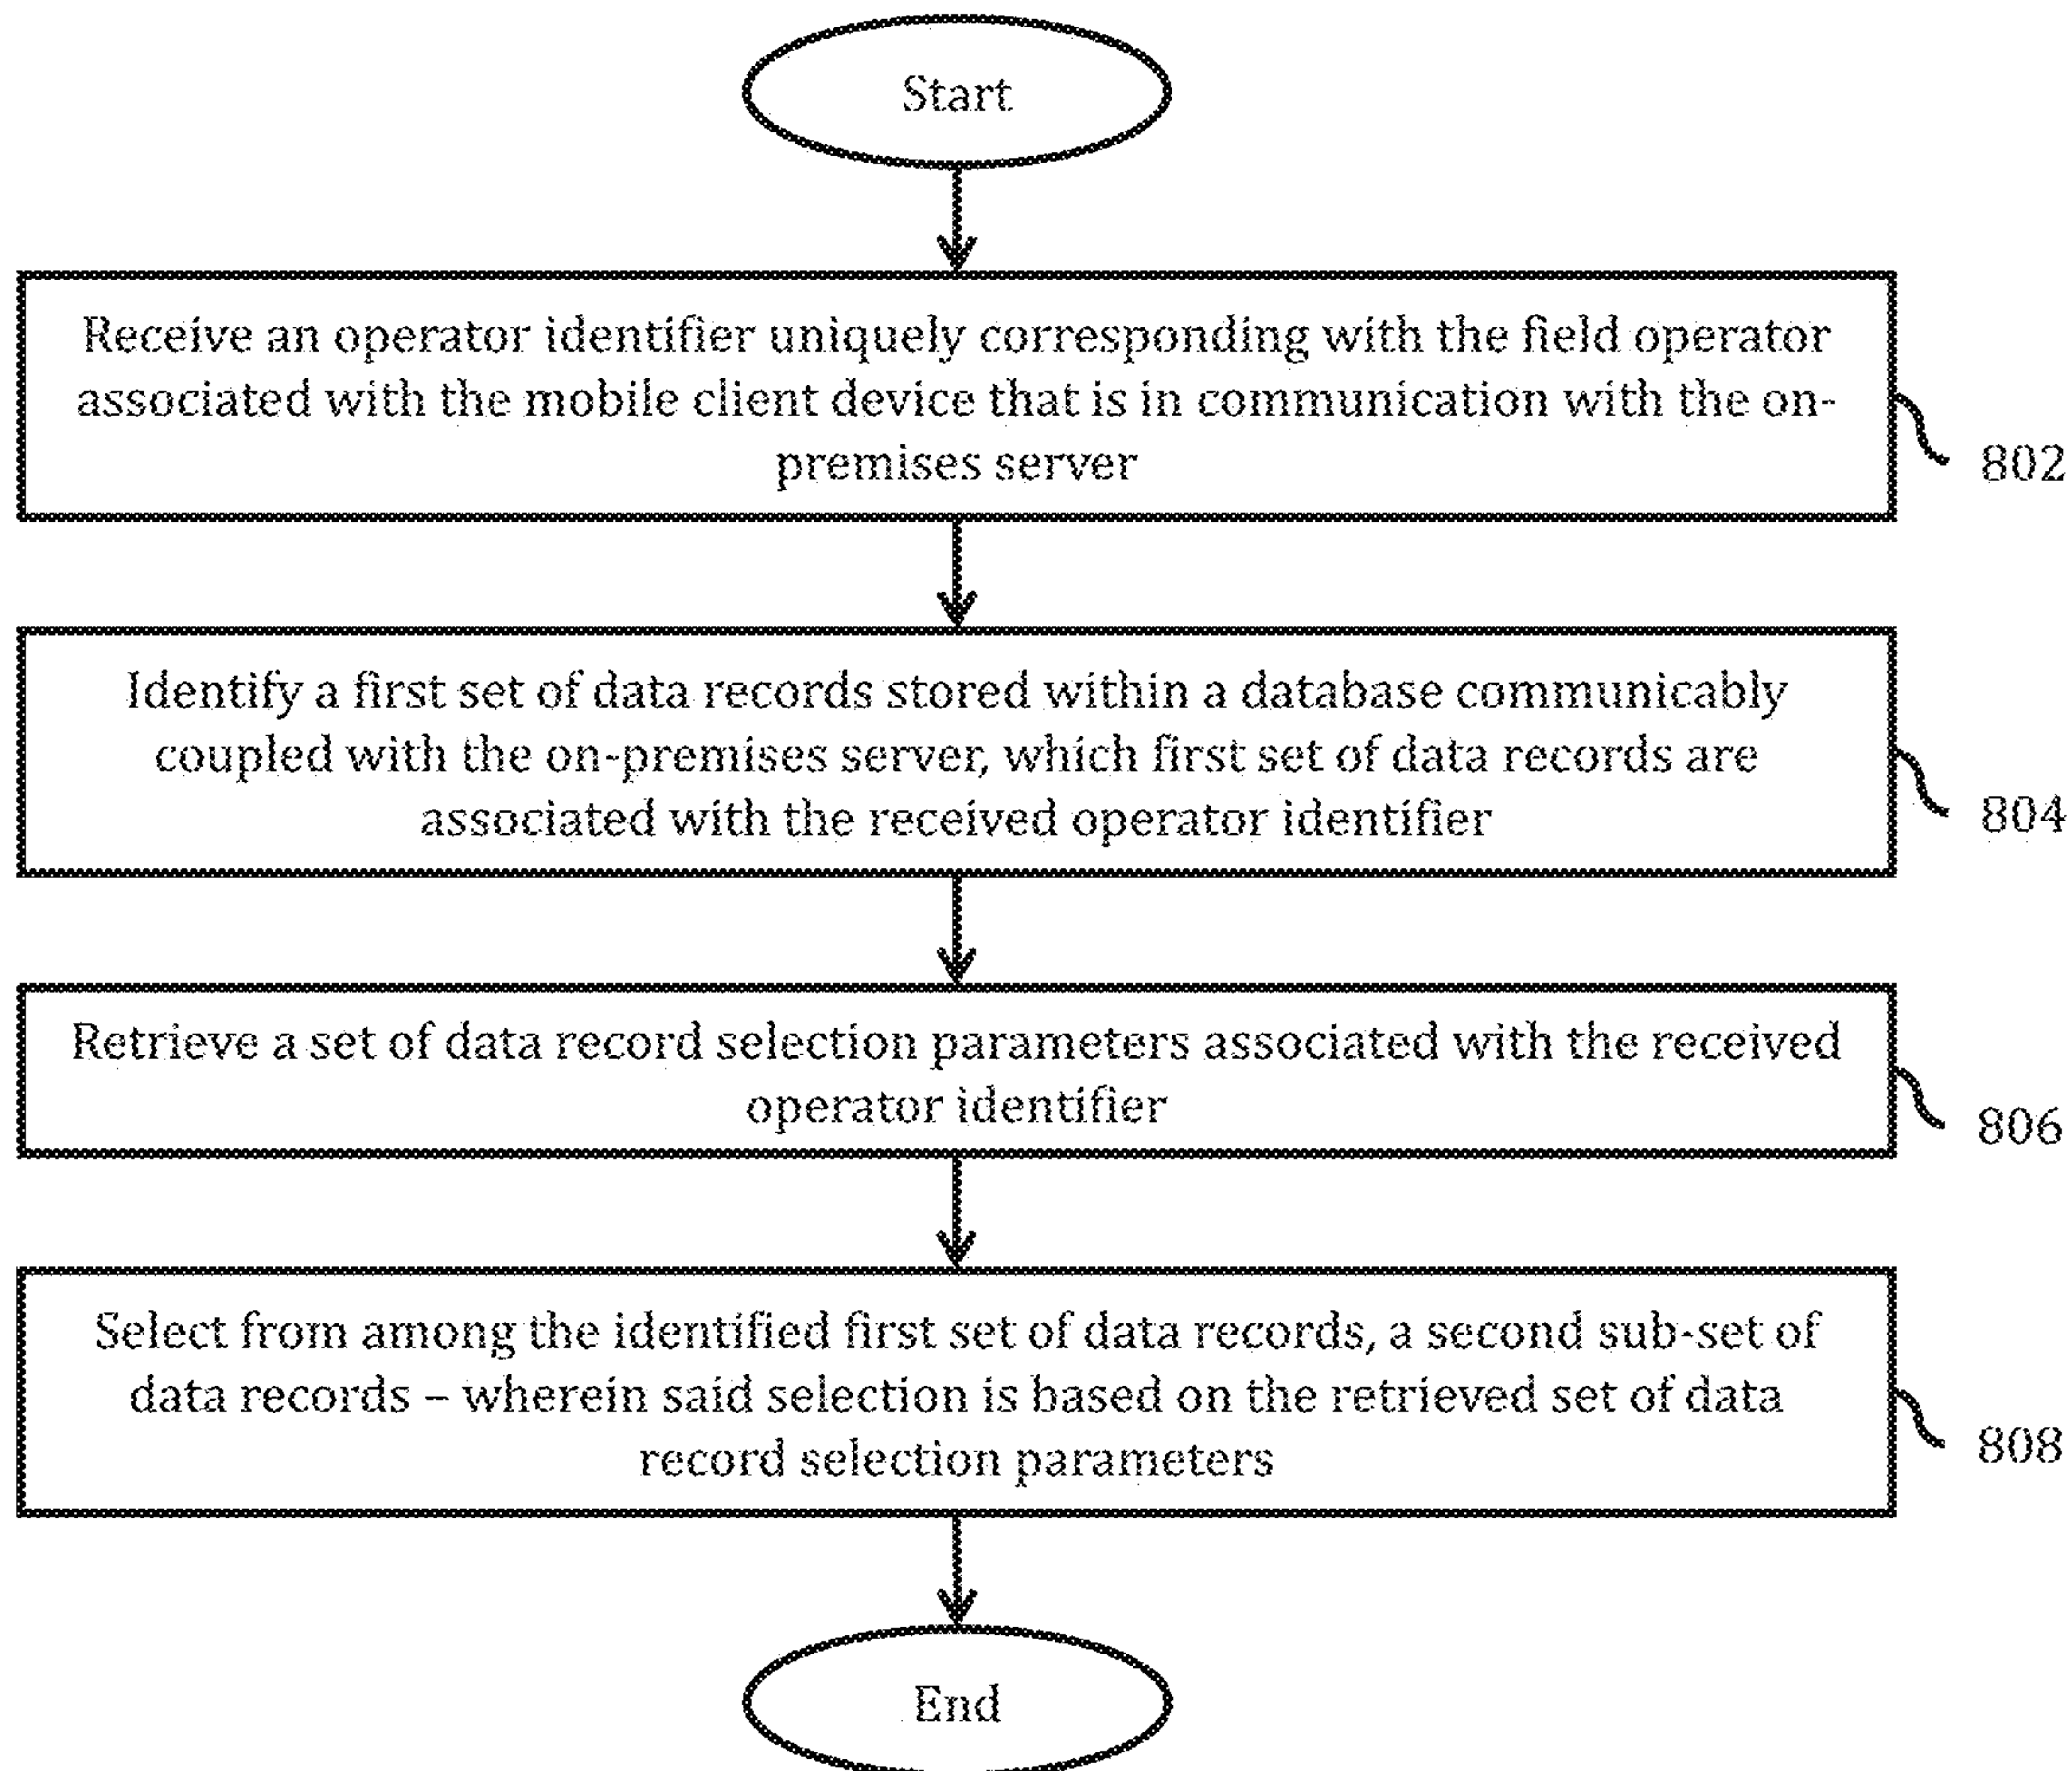 Start
Receive an operator identifier uniquely corresponding with the field operator
associated with the mobile client device that is in communication with the on-
premises server
802
Identify a first set of data records stored within a database communicably
coupled with the on-premises server, which first set of data records are
associated with the received operator identifier
804
Retrieve a set of data record selection parameters associated with the received
operator identifier
806
Select from among the identified first set of data records, a second sub-set of
data records – wherein said selection is based on the retrieved set of data
record selection parameters
808
End